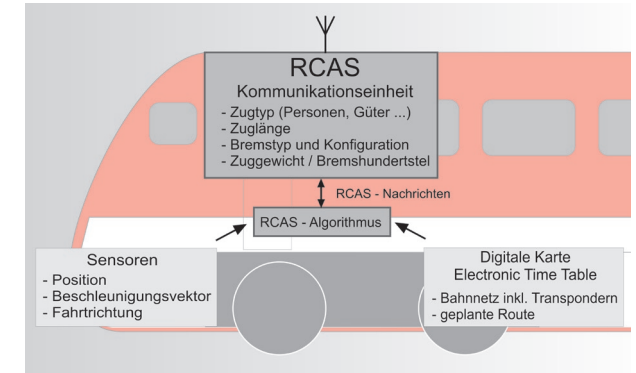 RCAS
Kommunikationseinheit
- Zugtyp (Personen, Güter ...)
- Zuglänge
- Bremstyp und Konfiguration
- Zuggewicht / Bremshundertstel
RCAS - Nachrichten
RCAS - Algorithmus
Sensoren
- Position
- Beschleunigungsvektor
- Fahrtrichtung
Digitale Karte
Electronic Time Table
- Bahnnetz inkl. Transpondern
- geplante Route